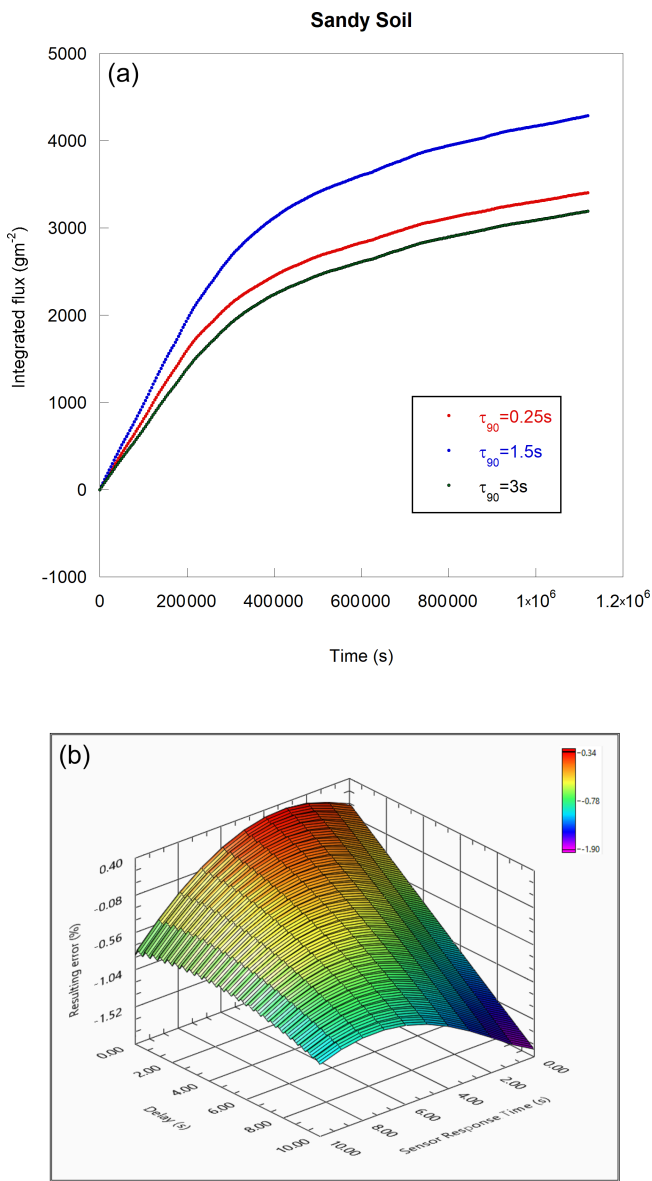 Sandy Soil
(a)
5000
4000
3000
2000
1000
0
-1000
Integrated flux (gm⁻²)
τ₉₀=0.25s
τ₉₀=1.5s
τ₉₀=3s
0 200000 400000 600000 800000 1×10⁶ 1.2×10⁶
Time (s)
(b)
0.34
-0.78
-1.90
0.40
-0.08
-0.56
-1.04
-1.52
Resulting error (%)
0.00 2.00 4.00 6.00 8.00 10.00
Delay (s)
10.00 8.00 6.00 4.00 2.00 0.00
Sensor Response Time (s)